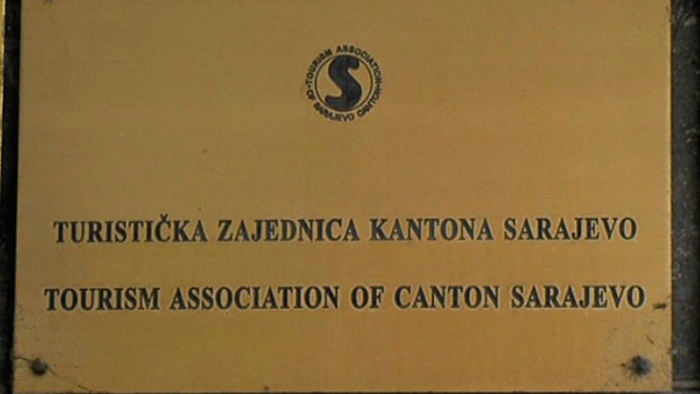 TOURISM ASSOCIATION
OF SARAJEVO CANTON
S
TURISTIČKA ZAJEDNICA KANTONA SARAJEVO
TOURISM ASSOCIATION OF CANTON SARAJEVO